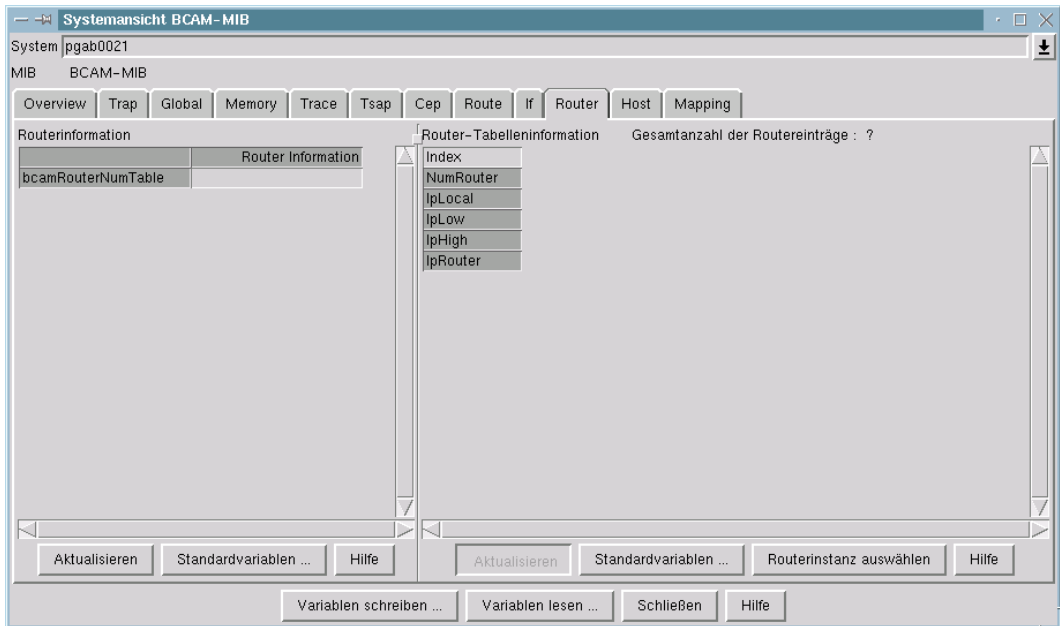 Systemansicht BCAM-MIB
System pgab0021
MIB BCAM-MIB
Overview Trap Global Memory Trace Tsap Cep Route If Router Host Mapping
Routerinformation
Router Information
bcamRouterNumTable
Router-Tabelleninformation Gesamtanzahl der Routereinträge : ?
Index
NumRouter
IpLocal
IpLow
IpHigh
IpRouter
Aktualisieren Standardvariablen ... Hilfe
Aktualisieren Standardvariablen ... Routerinstanz auswählen Hilfe
Variablen schreiben ... Variablen lesen ... Schließen Hilfe